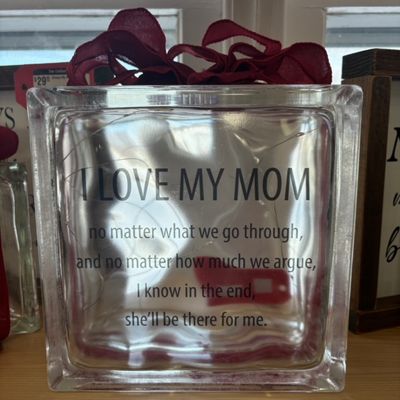 $29
I LOVE MY MOM
no matter what we go through,
and no matter how much we argue,
I know in the end,
she'll be there for me.